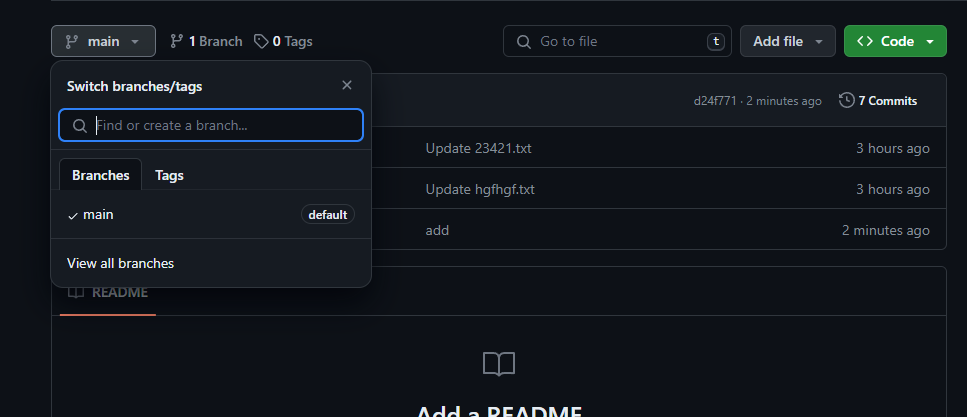 main 1 Branch 0 Tags Go to file t Add file Code
Switch branches/tags
d24f771 · 2 minutes ago 7 Commits
Find or create a branch...
Update 23421.txt 3 hours ago
Branches Tags
Update hgfhgf.txt 3 hours ago
main default
add 2 minutes ago
View all branches
README
Add a README